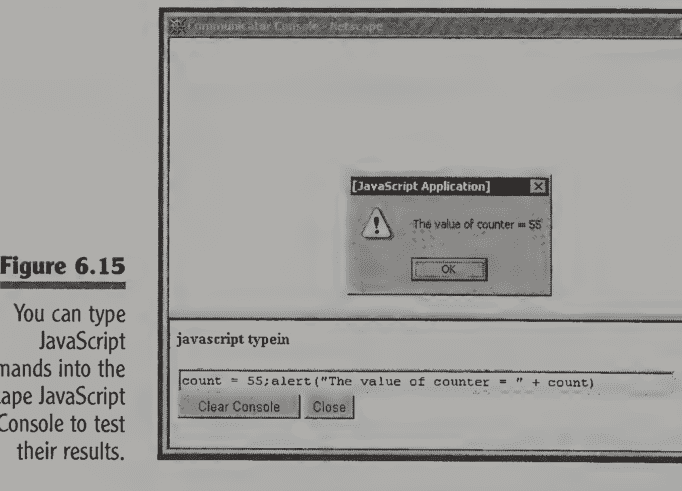 Communicator Console - Netscape
[JavaScript Application]
The value of counter = 55
OK
Figure 6.15
You can type
JavaScript
mands into the
ape JavaScript
Console to test
their results.
javascript typein
count = 55;alert("The value of counter = " + count)
Clear Console Close